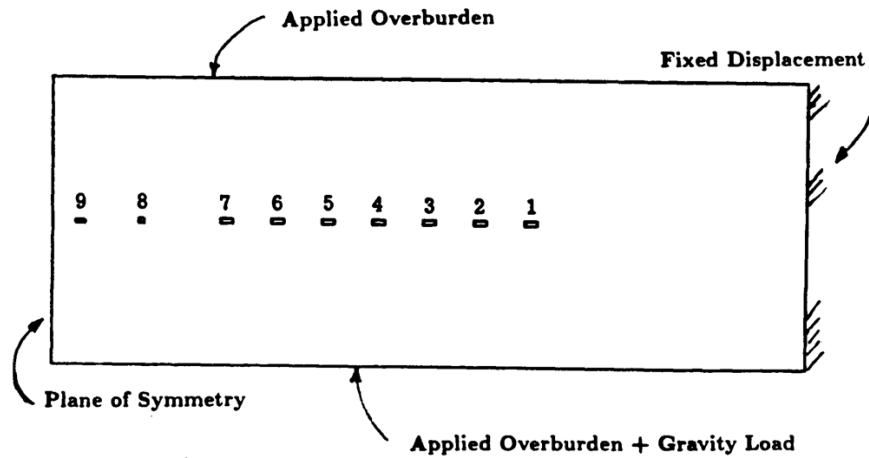 Applied Overburden
Fixed Displacement
9 8 7 6 5 4 3 2 1
Plane of Symmetry
Applied Overburden + Gravity Load